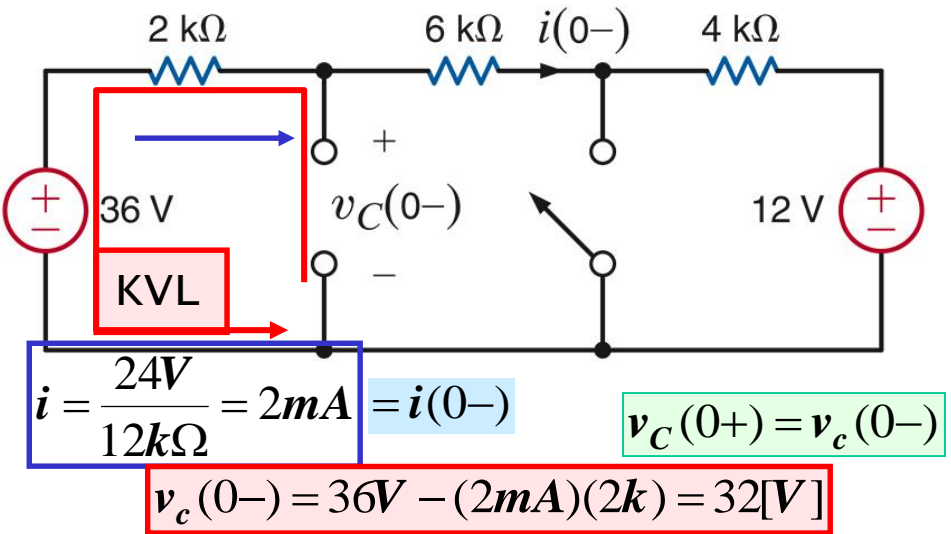 2 kΩ 6 kΩ i(0−) 4 kΩ
+
36 V v_C(0−) 12 V
−
KVL
i = 24V / 12kΩ = 2mA = i(0−)
v_C(0+) = v_c(0−)
v_c(0−) = 36V − (2mA)(2k) = 32[V]